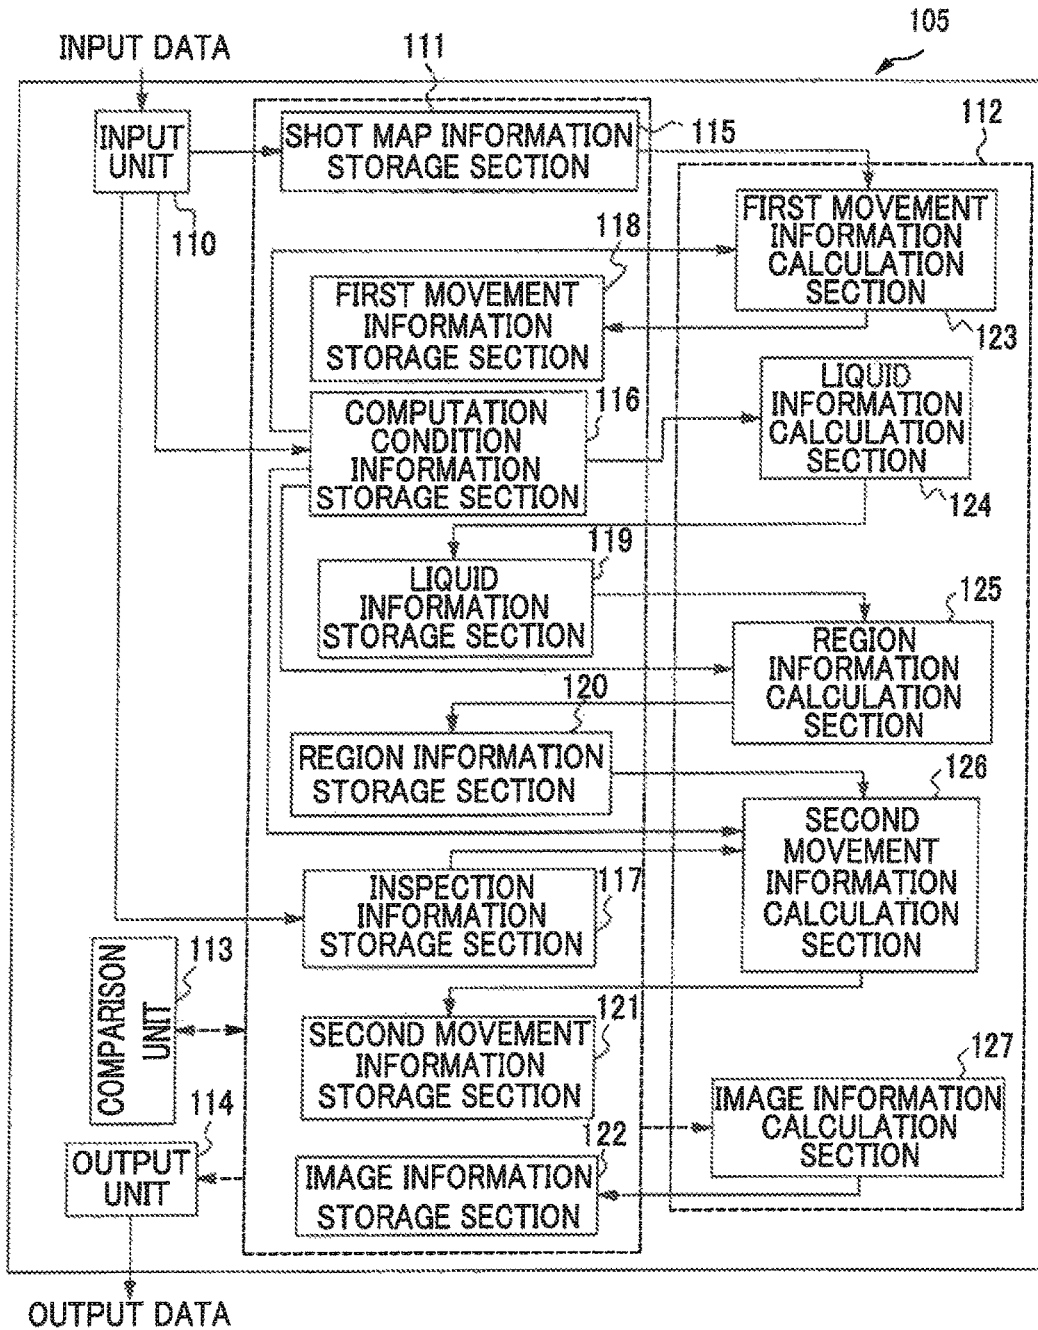 105
INPUT DATA
111
INPUT
UNIT
110
SHOT MAP INFORMATION
STORAGE SECTION
115
112
FIRST MOVEMENT
INFORMATION
CALCULATION
SECTION
123
118
FIRST MOVEMENT
INFORMATION
STORAGE SECTION
COMPUTATION
CONDITION
INFORMATION
STORAGE SECTION
116
LIQUID
INFORMATION
CALCULATION
SECTION
124
119
LIQUID
INFORMATION
STORAGE SECTION
125
REGION
INFORMATION
CALCULATION
SECTION
120
REGION INFORMATION
STORAGE SECTION
126
SECOND
MOVEMENT
INFORMATION
CALCULATION
SECTION
INSPECTION
INFORMATION
STORAGE SECTION
117
COMPARISON
UNIT
113
SECOND MOVEMENT
INFORMATION
STORAGE SECTION
121
127
IMAGE INFORMATION
CALCULATION
SECTION
114
OUTPUT
UNIT
122
IMAGE INFORMATION
STORAGE SECTION
OUTPUT DATA